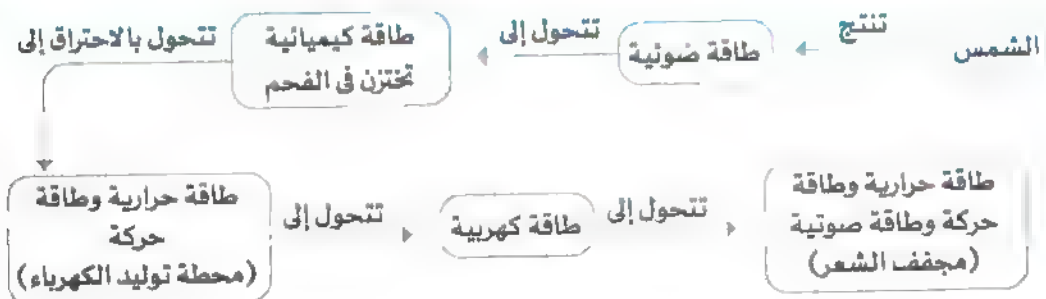 الشمس
تنتج
طاقة ضوئية
تتحول إلى
طاقة كيميائية
تختزن فى الفحم
تتحول بالاحتراق إلى
طاقة حرارية وطاقة
حركة
(محطة توليد الكهرباء)
تتحول إلى
طاقة كهربية
تتحول إلى
طاقة حرارية وطاقة
حركة وطاقة صوتية
(مجفف الشعر)